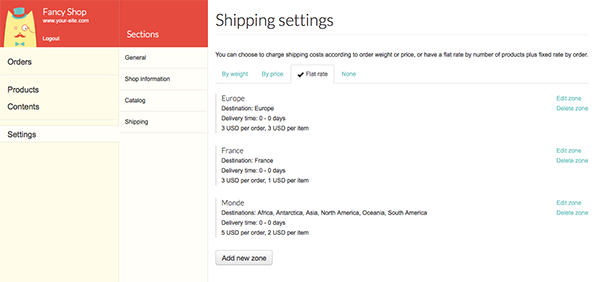 Fancy Shop
www.your-site.com
Logout
Orders
Products
Contents
Settings
Sections
General
Shop information
Catalog
Shipping
Shipping settings
You can choose to charge shipping costs according to order weight or price, or have a flat rate by number of products plus fixed rate by order.
By weight By price ✔ Flat rate None
Europe Edit zone
Destination: Europe Delete zone
Delivery time: 0 - 0 days
3 USD per order, 3 USD per item
France Edit zone
Destination: France Delete zone
Delivery time: 0 - 0 days
3 USD per order, 1 USD per item
Monde Edit zone
Destinations: Africa, Antarctica, Asia, North America, Oceania, South America Delete zone
Delivery time: 0 - 0 days
5 USD per order, 2 USD per item
Add new zone